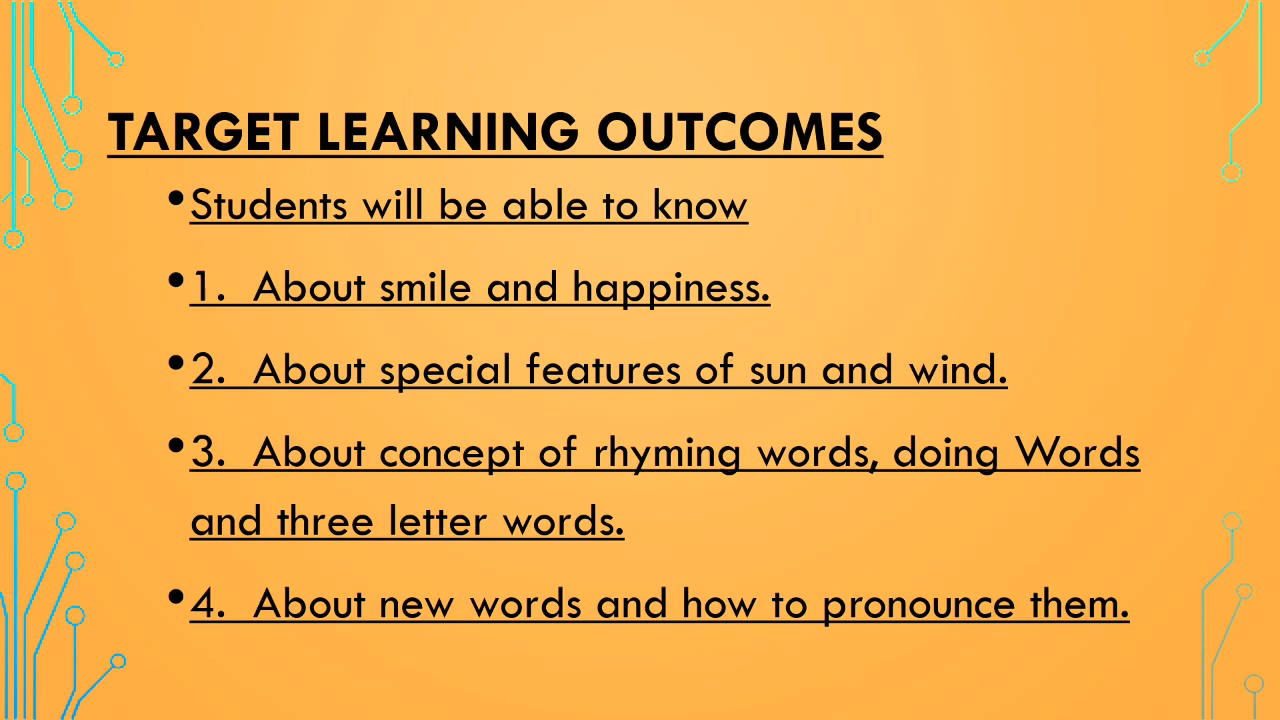 TARGET LEARNING OUTCOMES
•Students will be able to know
•1. About smile and happiness.
•2. About special features of sun and wind.
•3. About concept of rhyming words, doing Words
and three letter words.
•4. About new words and how to pronounce them.